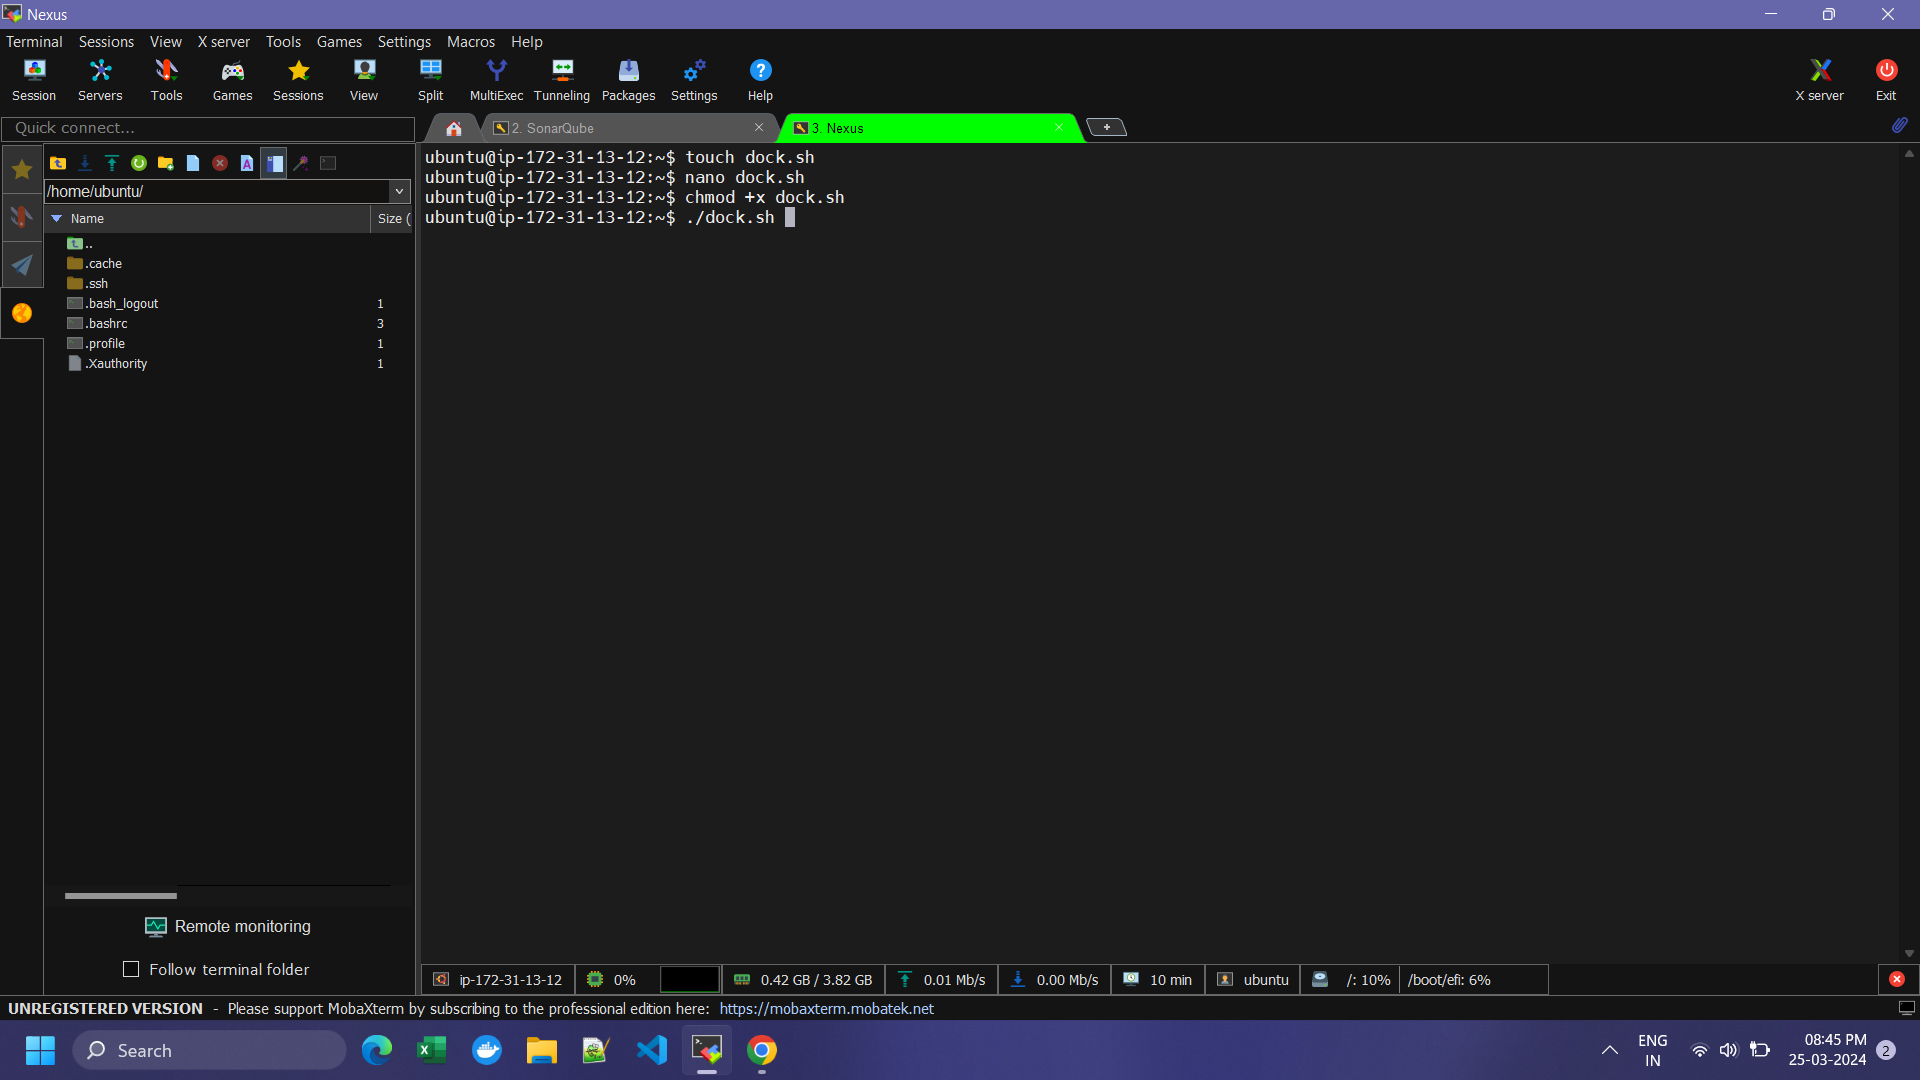 Nexus
Terminal Sessions View X server Tools Games Settings Macros Help
Session Servers Tools Games Sessions View Split MultiExec Tunneling Packages Settings Help X server Exit
Quick connect...
2. SonarQube
3. Nexus
/home/ubuntu/
Name Size (
..
.cache
.ssh
.bash_logout 1
.bashrc 3
.profile 1
.Xauthority 1
Remote monitoring
Follow terminal folder
ubuntu@ip-172-31-13-12:~$ touch dock.sh
ubuntu@ip-172-31-13-12:~$ nano dock.sh
ubuntu@ip-172-31-13-12:~$ chmod +x dock.sh
ubuntu@ip-172-31-13-12:~$ ./dock.sh
ip-172-31-13-12 0% 0.42 GB / 3.82 GB 0.01 Mb/s 0.00 Mb/s 10 min ubuntu /: 10% /boot/efi: 6%
UNREGISTERED VERSION - Please support MobaXterm by subscribing to the professional edition here: https://mobaxterm.mobatek.net
Search
ENG
IN
08:45 PM
25-03-2024
2